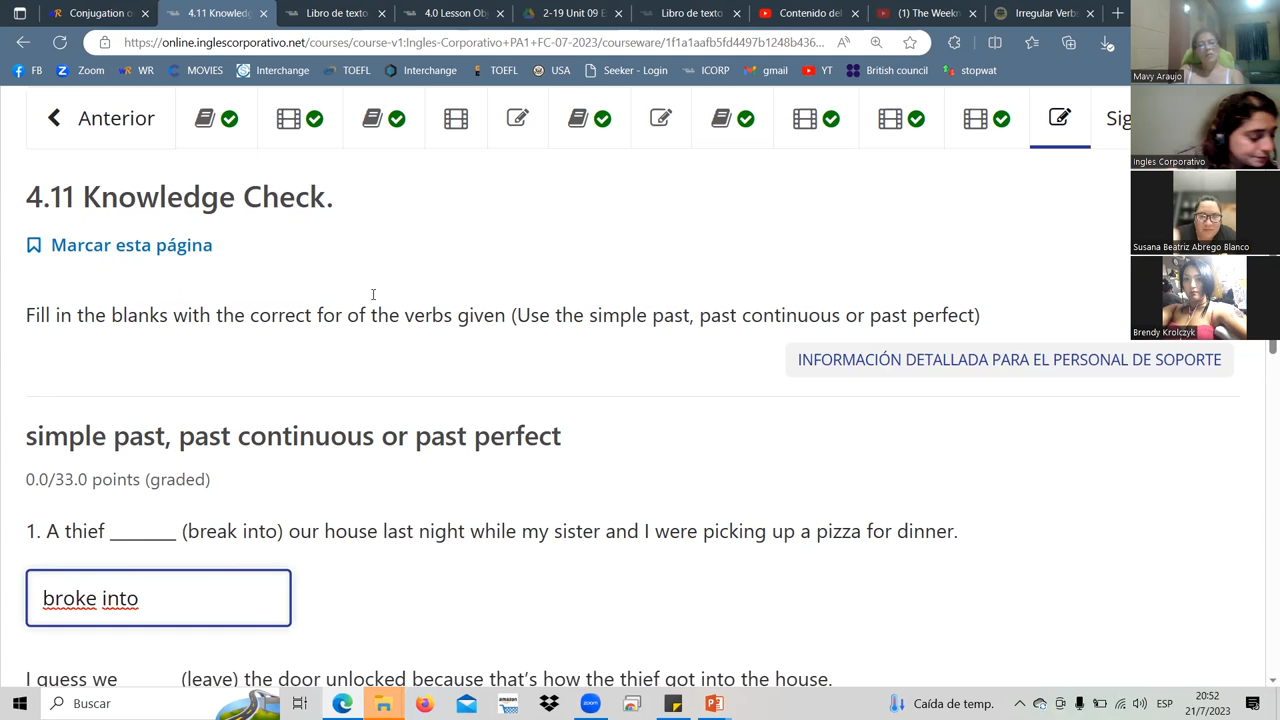 Conjugation o
4.11 Knowledg
Libro de texto
4.0 Lesson Ob
2-19 Unit 09 E
Libro de texto
Contenido del
(1) The Weekn
Irregular Verb
https://online.inglescorporativo.net/courses/course-v1:Ingles-Corporativo+PA1+FC-07-2023/courseware/1f1a1aafb5fd4497b1248b436...
FB
Zoom
WR
MOVIES
Interchange
TOEFL
Interchange
TOEFL
USA
Seeker - Login
ICORP
gmail
YT
British council
stopwat
Anterior
Sig
Mavy Araujo
Ingles Corporativo
Susana Beatriz Abrego Blanco
Brendy Krolczyk
4.11 Knowledge Check.
Marcar esta página
Fill in the blanks with the correct for of the verbs given (Use the simple past, past continuous or past perfect)
INFORMACIÓN DETALLADA PARA EL PERSONAL DE SOPORTE
simple past, past continuous or past perfect
0.0/33.0 points (graded)
1. A thief _______ (break into) our house last night while my sister and I were picking up a pizza for dinner.
broke into
I guess we ______ (leave) the door unlocked because that's how the thief got into the house.
Buscar
Caída de temp.
ESP
20:52
21/7/2023